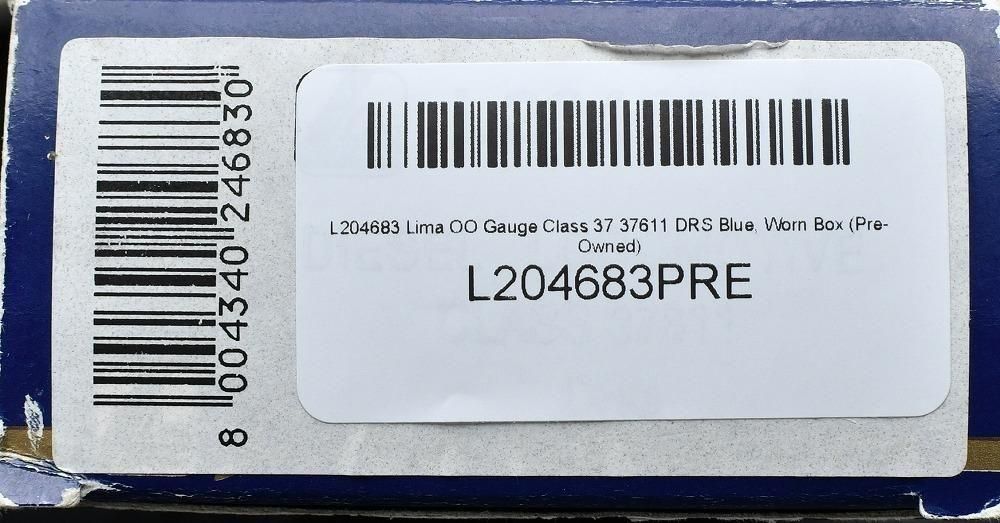 8 004340 246830
L204683 Lima OO Gauge Class 37 37611 DRS Blue, Worn Box (Pre-
Owned)
L204683PRE